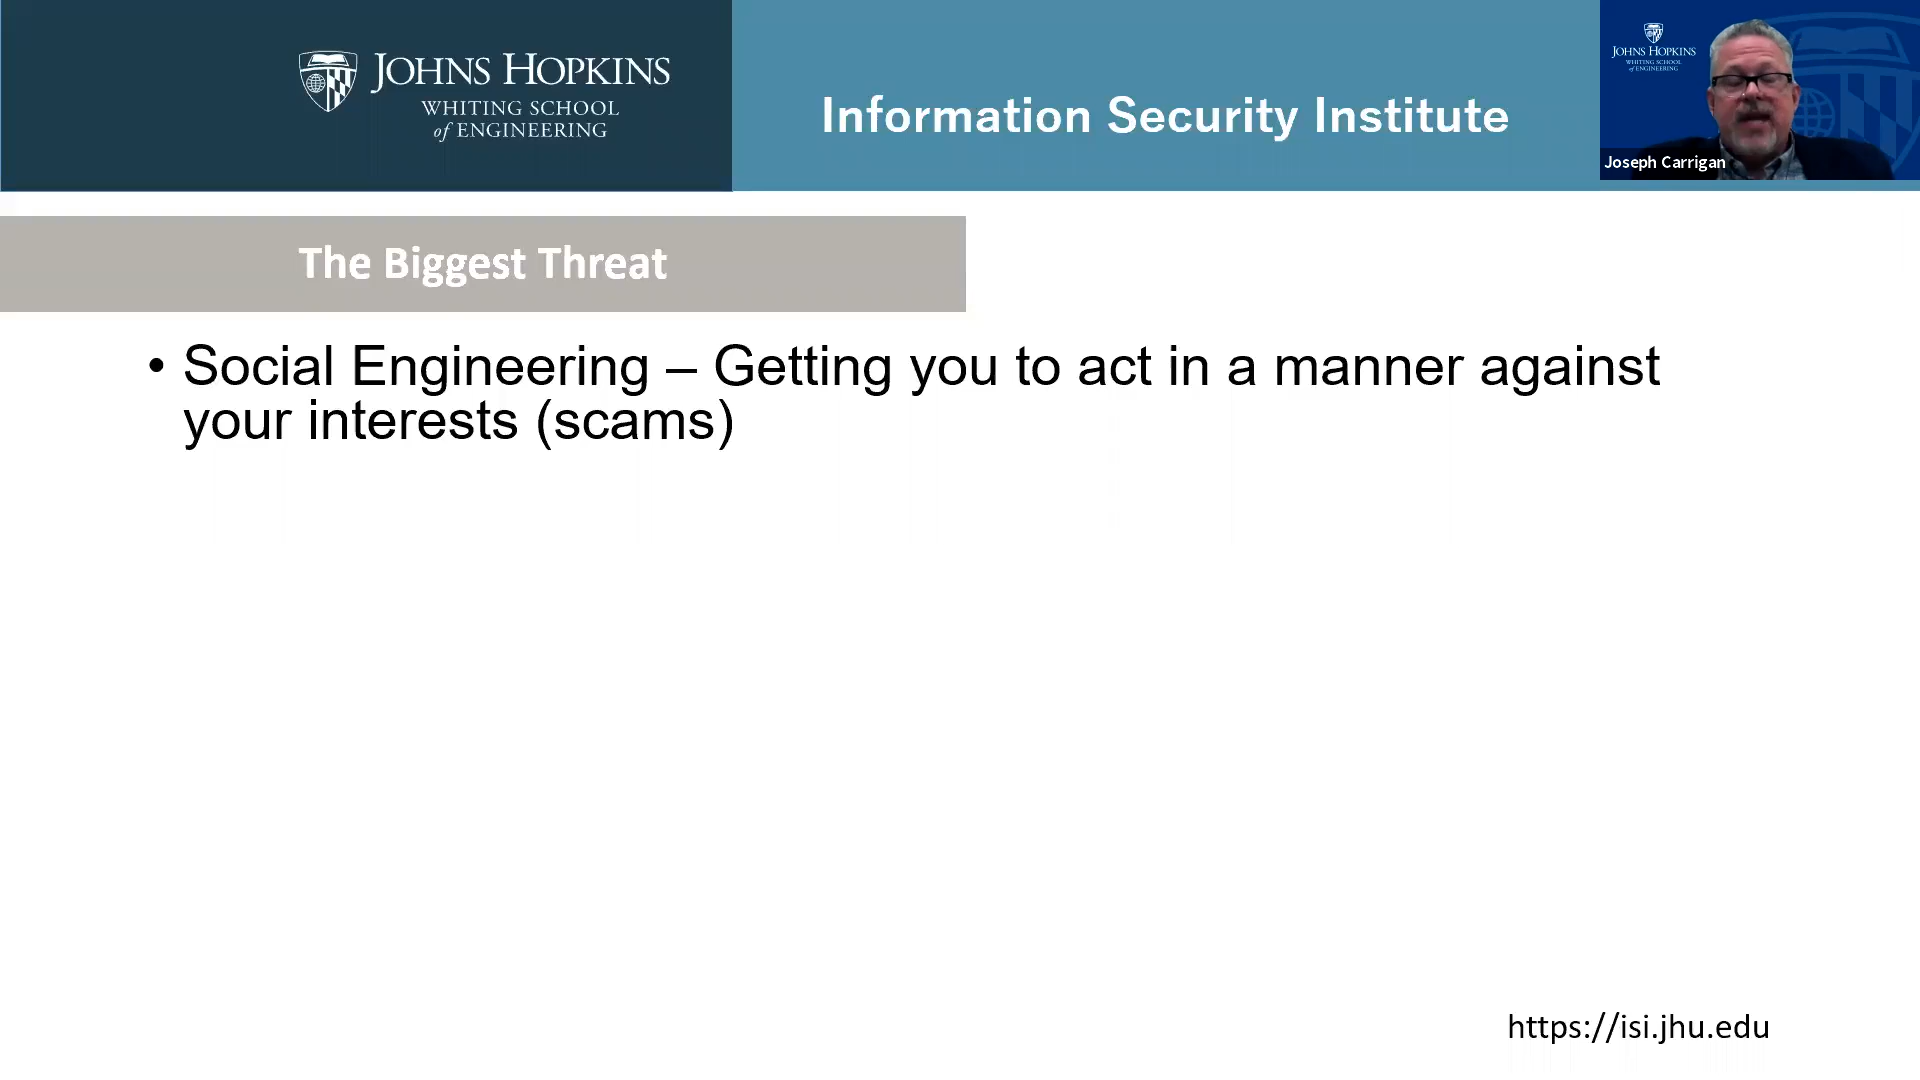 JOHNS HOPKINS
WHITING SCHOOL
of ENGINEERING
Information Security Institute
JOHNS HOPKINS
WHITING SCHOOL
of ENGINEERING
Joseph Carrigan
The Biggest Threat
• Social Engineering – Getting you to act in a manner against
your interests (scams)
https://isi.jhu.edu